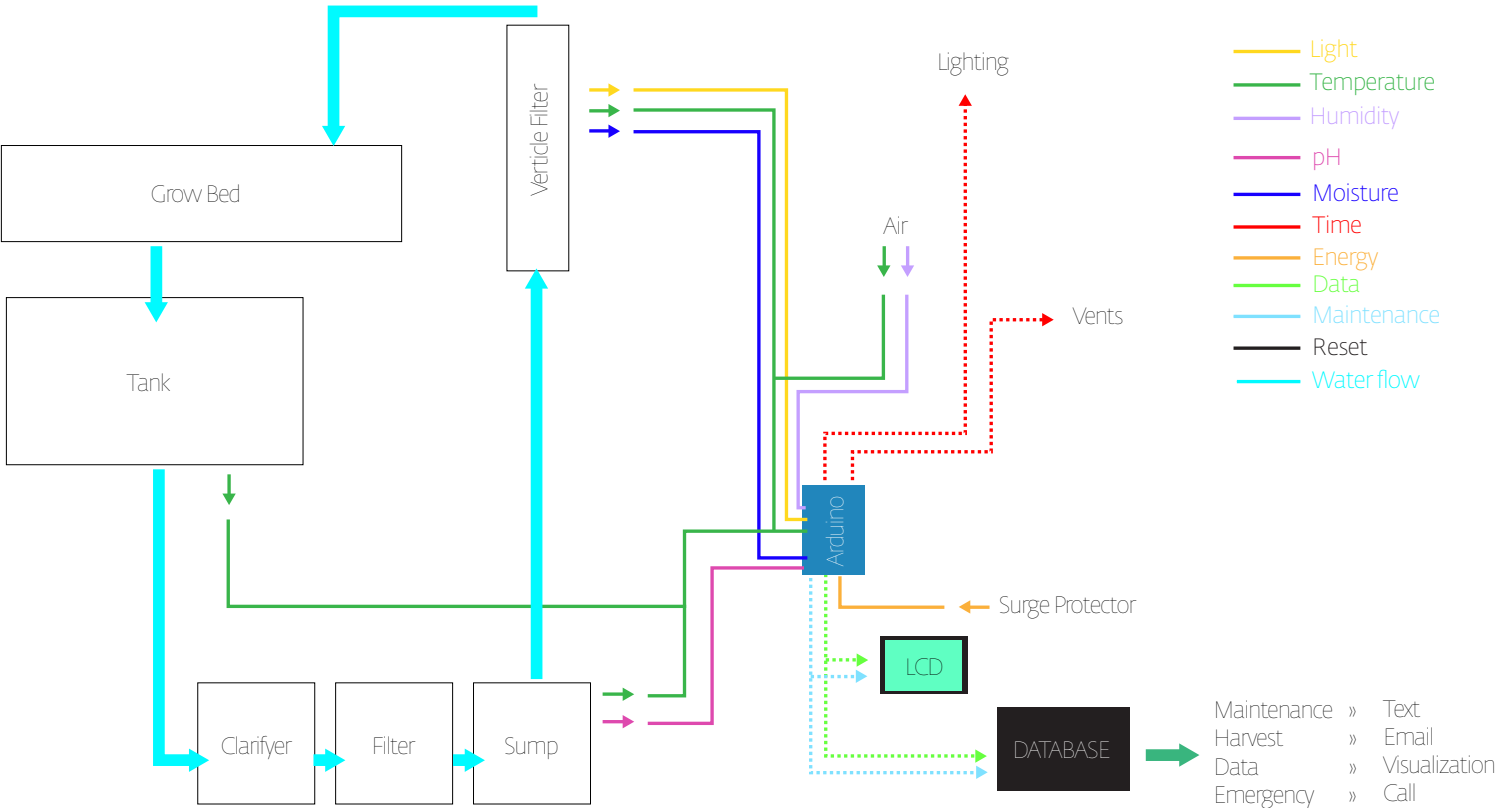 Verticle Filter
Grow Bed
Tank
Clarifyer
Filter
Sump
Lighting
Air
Vents
Arduino
Surge Protector
LCD
DATABASE
Light
Temperature
Humidity
pH
Moisture
Time
Energy
Data
Maintenance
Reset
Water flow
Maintenance » Text
Harvest » Email
Data » Visualization
Emergency » Call